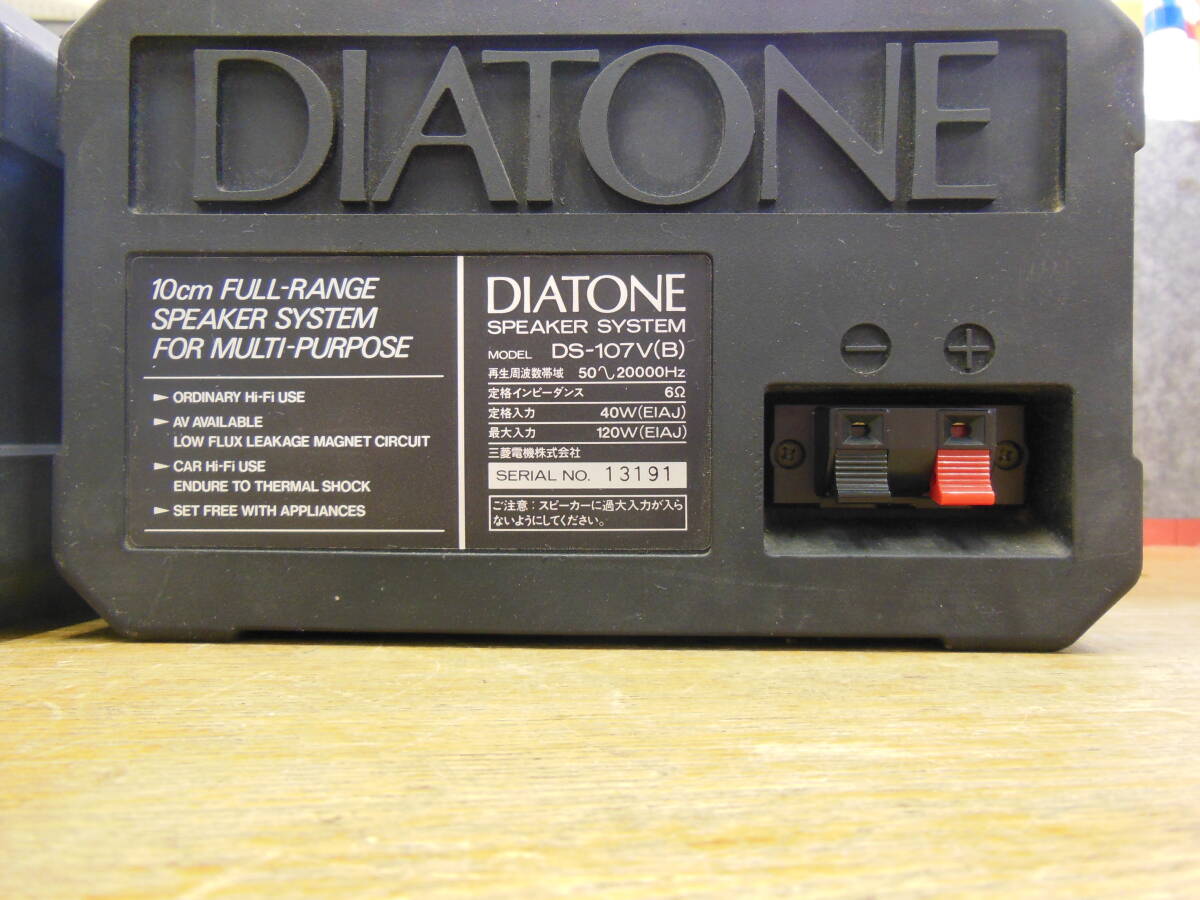 DIATONE
10cm FULL-RANGE
SPEAKER SYSTEM
FOR MULTI-PURPOSE
► ORDINARY Hi-Fi USE
► AV AVAILABLE
LOW FLUX LEAKAGE MAGNET CIRCUIT
► CAR Hi-Fi USE
ENDURE TO THERMAL SHOCK
► SET FREE WITH APPLIANCES
DIATONE
SPEAKER SYSTEM
MODEL DS-107V(B)
再生周波数帯域 50∿20000Hz
定格インピーダンス 6Ω
定格入力 40W(EIAJ)
最大入力 120W(EIAJ)
三菱電機株式会社
SERIAL NO. 13191
ご注意：スピーカーに過大入力が入ら
ないようにしてください。
− +